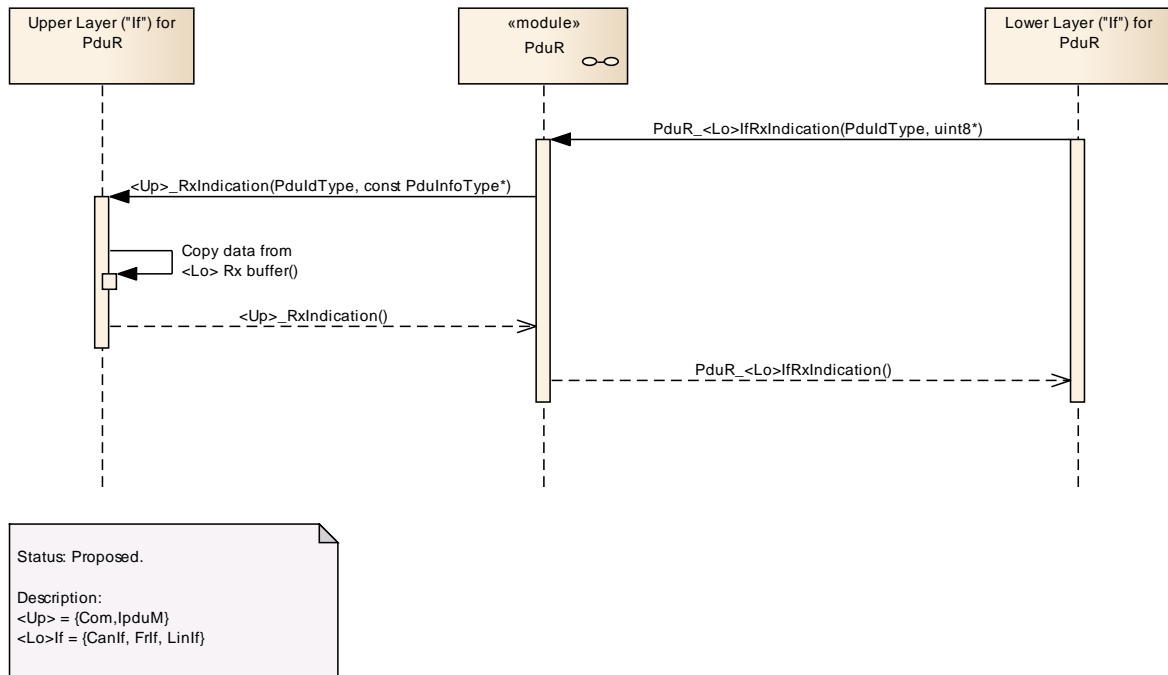 Upper Layer ("If") for
PduR
«module»
PduR
Lower Layer ("If") for
PduR
PduR_<Lo>IfRxIndication(PduIdType, uint8*)
<Up>_RxIndication(PduIdType, const PduInfoType*)
Copy data from
<Lo> Rx buffer()
<Up>_RxIndication()
PduR_<Lo>IfRxIndication()
Status: Proposed.
Description:
<Up> = {Com,IpduM}
<Lo>If = {CanIf, FrIf, LinIf}